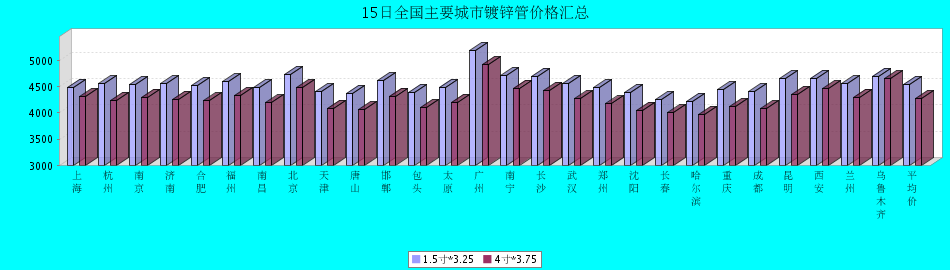 15日全国主要城市镀锌管价格汇总
5000
4500
4000
3500
3000
上海 杭州 南京 济南 合肥 福州 南昌 北京 天津 唐山 邯郸 包头 太原 广州 南宁 长沙 武汉 郑州 沈阳 长春 哈尔滨 重庆 成都 昆明 西安 兰州 乌鲁木齐 平均价
1.5寸*3.25 4寸*3.75